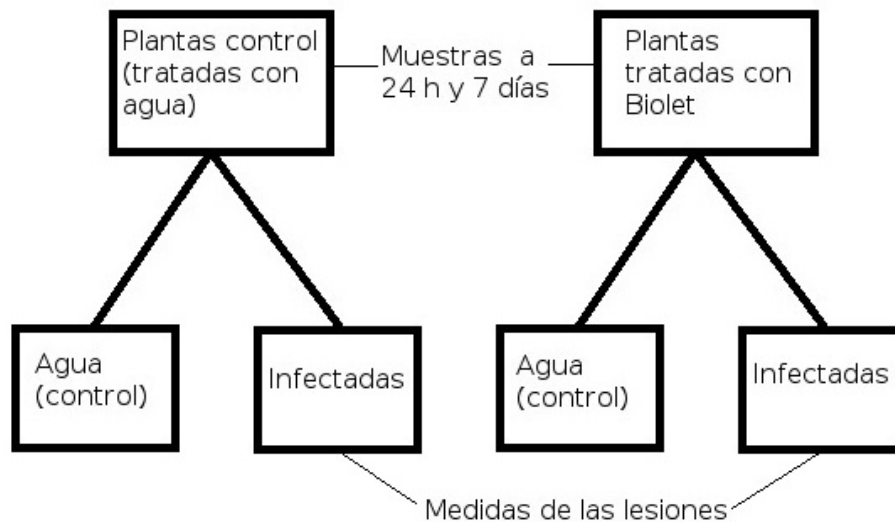 Plantas control
(tratadas con
agua)
Muestras a
24 h y 7 días
Plantas
tratadas con
Biolet
Agua
(control)
Infectadas
Agua
(control)
Infectadas
Medidas de las lesiones